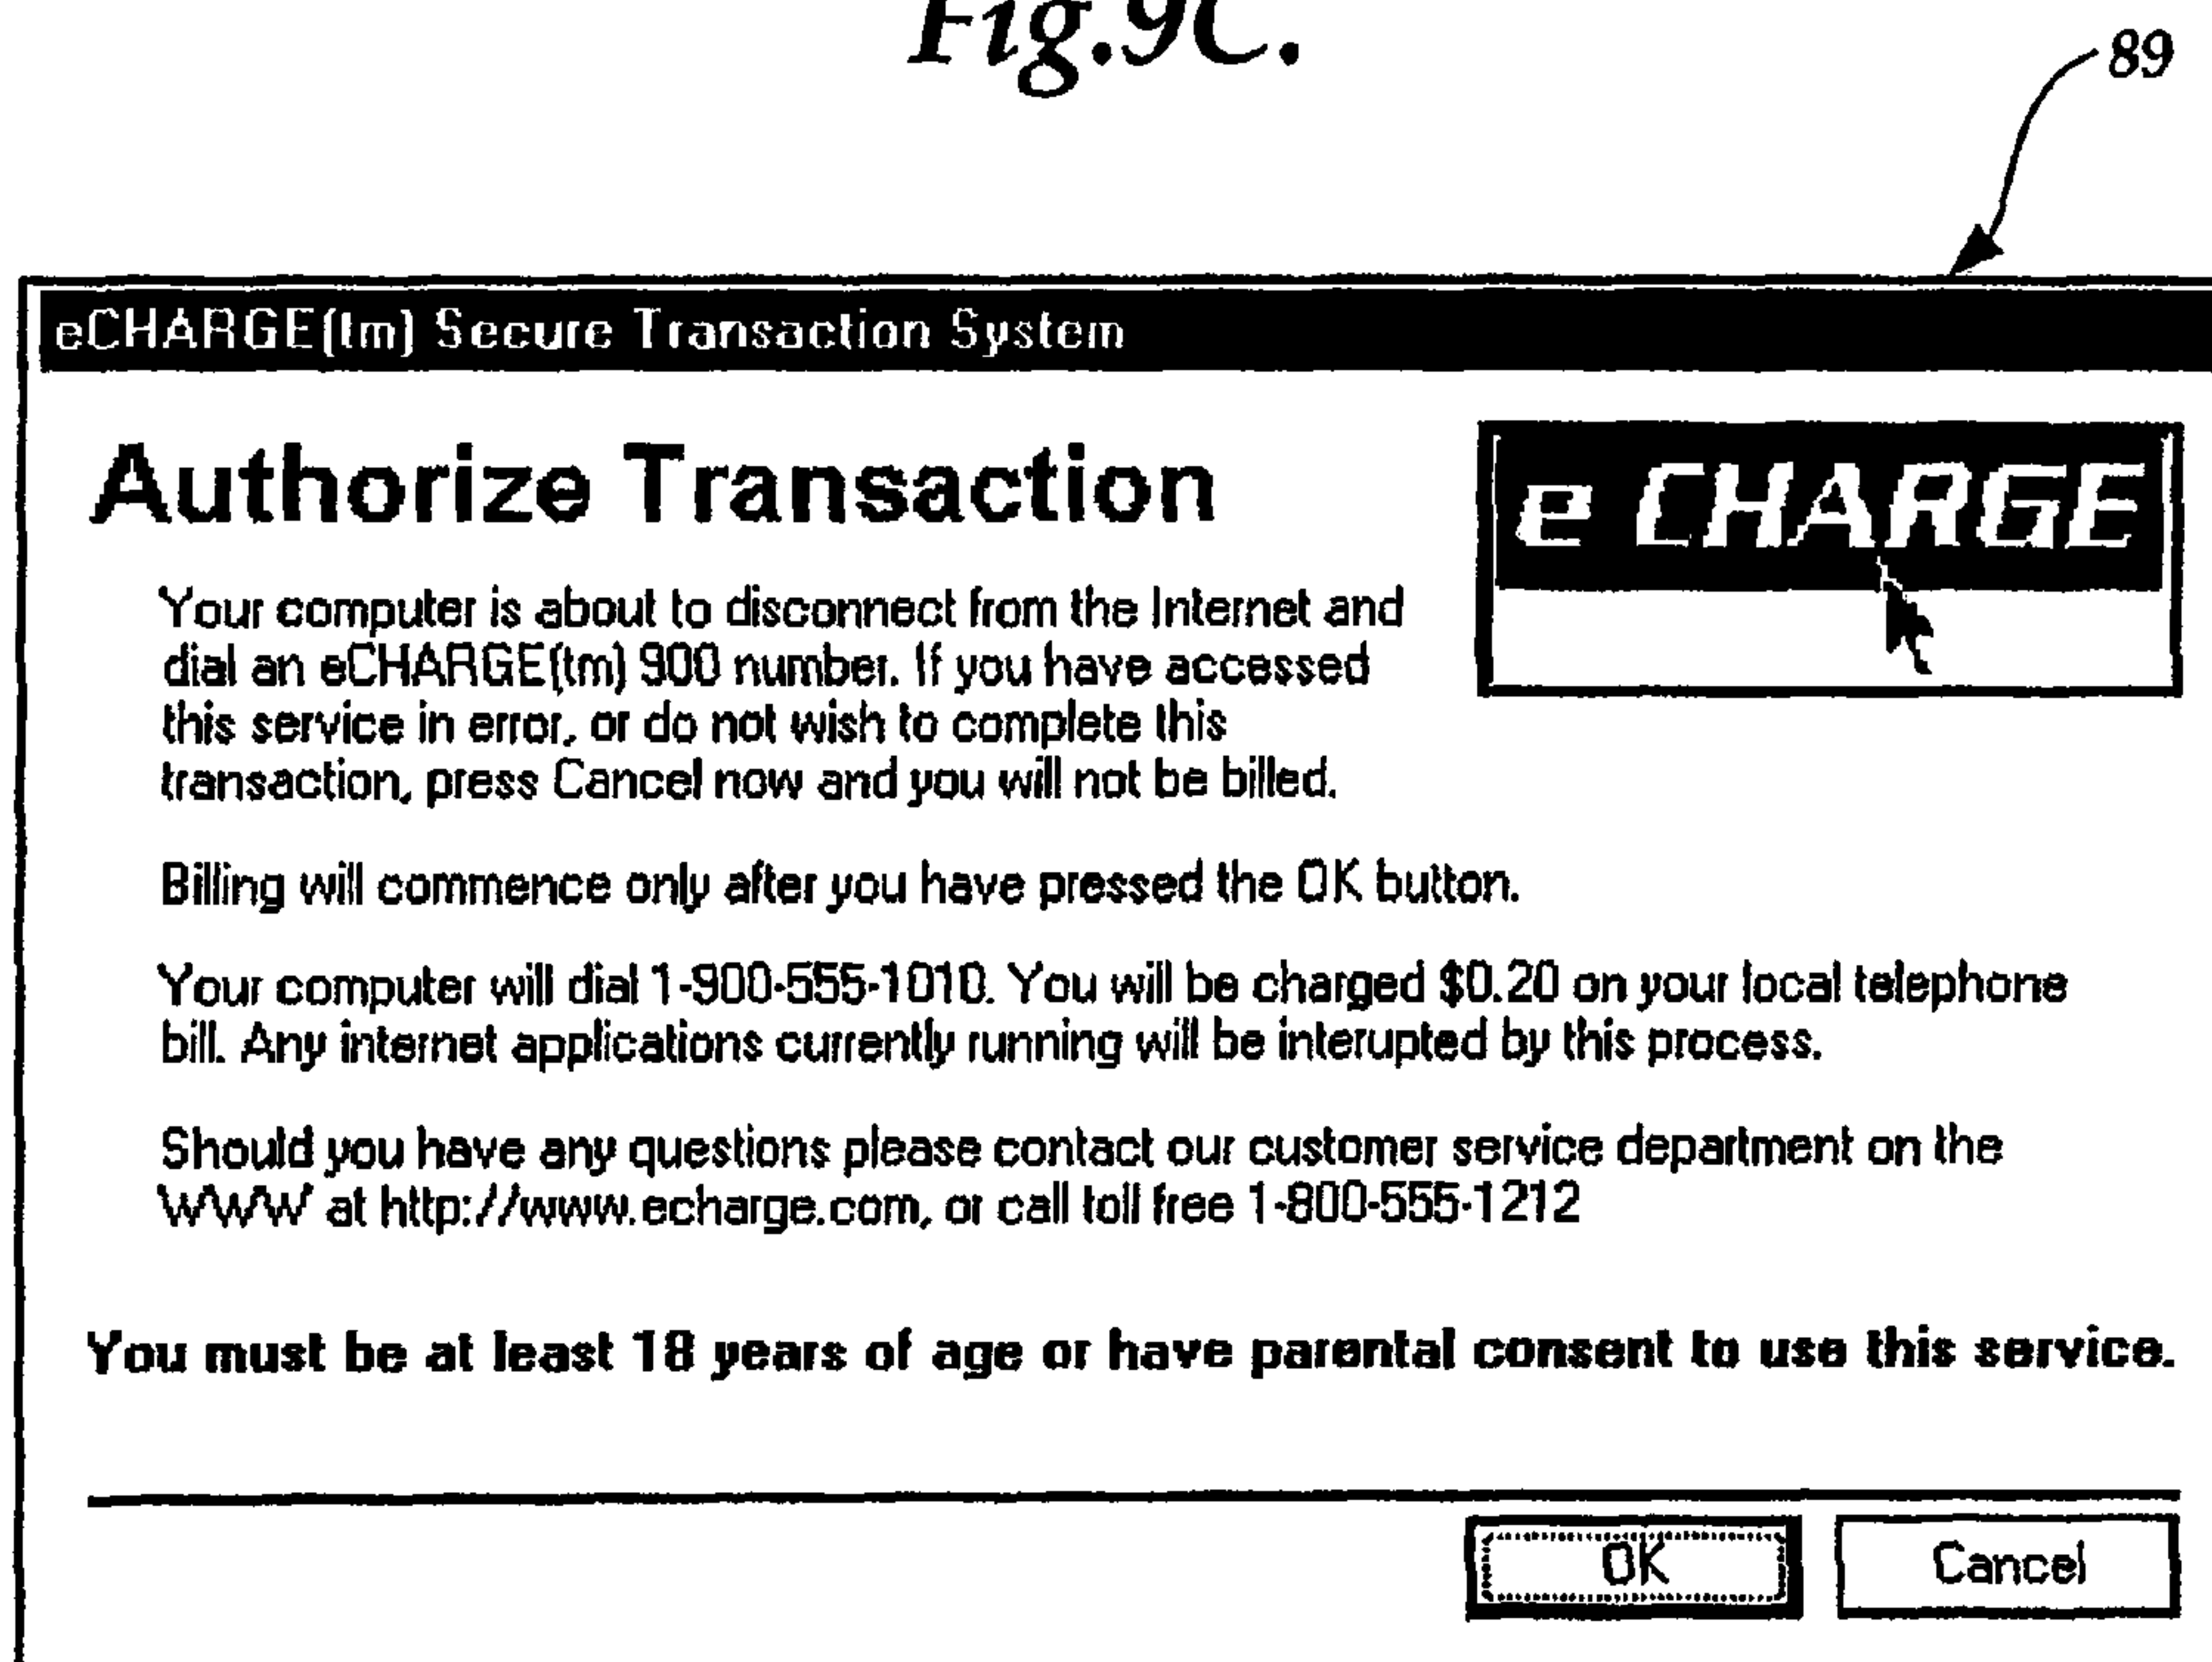 Fig.9C.
89
eCHARGE(tm) Secure Transaction System
Authorize Transaction
e CHARGE
Your computer is about to disconnect from the Internet and
dial an eCHARGE(tm) 900 number. If you have accessed
this service in error, or do not wish to complete this
transaction, press Cancel now and you will not be billed.
Billing will commence only after you have pressed the OK button.
Your computer will dial 1-900-555-1010. You will be charged $0.20 on your local telephone
bill. Any internet applications currently running will be interupted by this process.
Should you have any questions please contact our customer service department on the
WWW at http://www.echarge.com, or call toll free 1-800-555-1212
You must be at least 18 years of age or have parental consent to use this service.
OK
Cancel